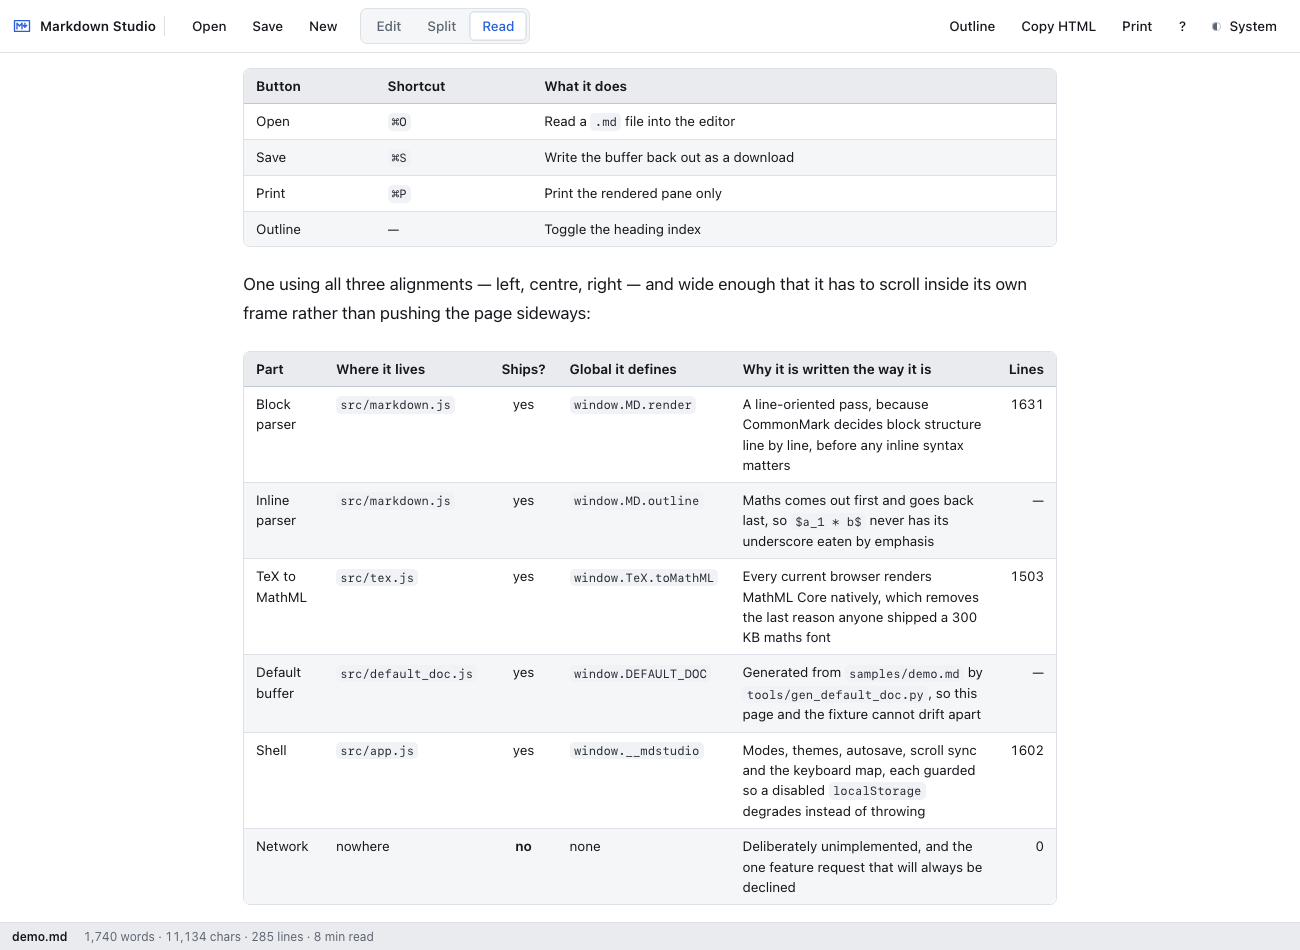 Markdown Studio Open Save New Edit Split Read Outline Copy HTML Print ? System
Button Shortcut What it does
Open ⌘O Read a .md file into the editor
Save ⌘S Write the buffer back out as a download
Print ⌘P Print the rendered pane only
Outline — Toggle the heading index
One using all three alignments — left, centre, right — and wide enough that it has to scroll inside its own
frame rather than pushing the page sideways:
Part Where it lives Ships? Global it defines Why it is written the way it is Lines
Block parser src/markdown.js yes window.MD.render A line-oriented pass, because
CommonMark decides block structure
line by line, before any inline syntax
matters 1631
Inline parser src/markdown.js yes window.MD.outline Maths comes out first and goes back
last, so $a_1 * b$ never has its
underscore eaten by emphasis —
TeX to MathML src/tex.js yes window.TeX.toMathML Every current browser renders
MathML Core natively, which removes
the last reason anyone shipped a 300
KB maths font 1503
Default buffer src/default_doc.js yes window.DEFAULT_DOC Generated from samples/demo.md by
tools/gen_default_doc.py, so this
page and the fixture cannot drift apart —
Shell src/app.js yes window.__mdstudio Modes, themes, autosave, scroll sync
and the keyboard map, each guarded
so a disabled localStorage
degrades instead of throwing 1602
Network nowhere no none Deliberately unimplemented, and the
one feature request that will always be
declined 0
demo.md 1,740 words · 11,134 chars · 285 lines · 8 min read